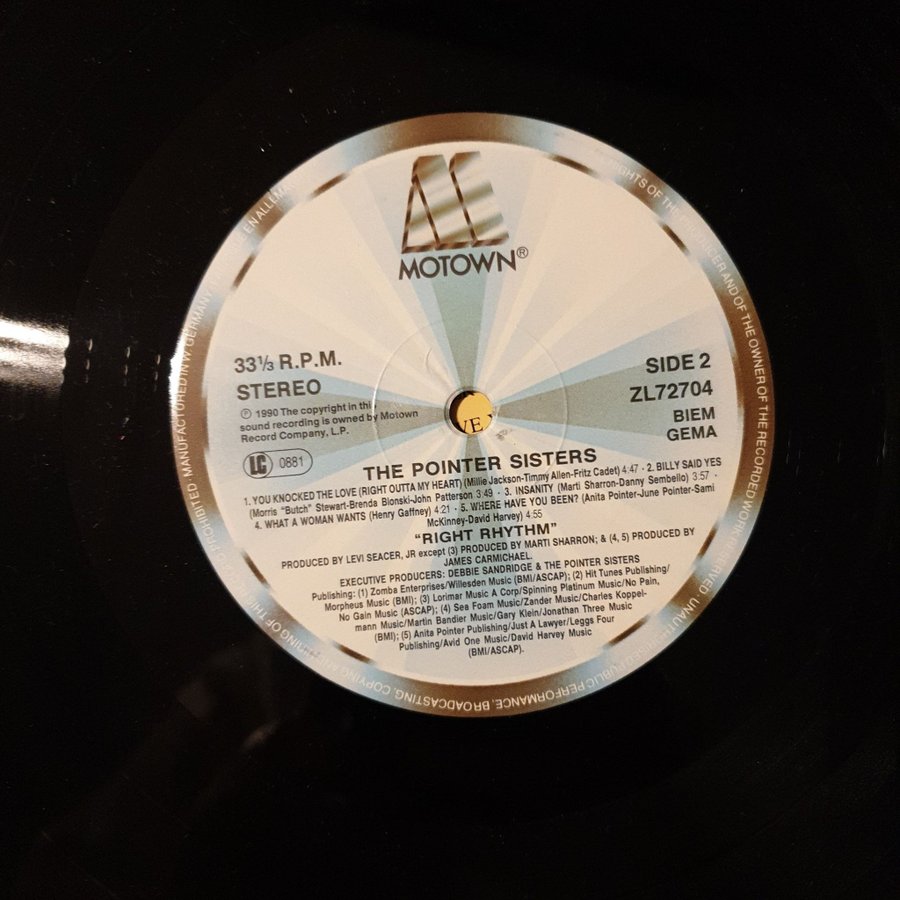 MOTOWN®
33⅓ R.P.M.
STEREO
SIDE 2
ZL72704
BIEM
GEMA
Ⓟ 1990 The copyright in thi
sound recording is owned by Motown
Record Company, L.P.
LC 0881
THE POINTER SISTERS
1. YOU KNOCKED THE LOVE (RIGHT OUTTA MY HEART) (Millie Jackson-Timmy Allen-Fritz Cadet) 4:47 · 2. BILLY SAID YES
(Morris "Butch" Stewart-Brenda Blonski-John Patterson 3:49 · 3. INSANITY (Marti Sharron-Danny Sembello) 3:57 ·
4. WHAT A WOMAN WANTS (Henry Gaffney) 4:21 · 5. WHERE HAVE YOU BEEN? (Anita Pointer-June Pointer-Sami
McKinney-David Harvey) 4:55
"RIGHT RHYTHM"
PRODUCED BY LEVI SEACER, JR except (3) PRODUCED BY MARTI SHARRON; & (4, 5) PRODUCED BY
JAMES CARMICHAEL.
EXECUTIVE PRODUCERS: DEBBIE SANDRIDGE & THE POINTER SISTERS
Publishing: (1) Zomba Enterprises/Willesden Music (BMI/ASCAP); (2) Hit Tunes Publishing/
Morpheus Music (BMI); (3) Lorimar Music A Corp/Spinning Platinum Music/No Pain,
No Gain Music (ASCAP); (4) Sea Foam Music/Zander Music/Charles Koppel-
mann Music/Martin Bandier Music/Gary Klein/Jonathan Three Music
(BMI); (5) Anita Pointer Publishing/Just A Lawyer/Leggs Four
Publishing/Avid One Music/David Harvey Music
(BMI/ASCAP).
RIGHTS OF THE PRODUCER AND OF THE OWNER OF THE RECORDED WORK RESERVED · UNAUTHORISED PUBLIC PERFORMANCE, BROADCASTING, COPYING AND PROHIBITED · MANUFACTURED IN W. GERMANY